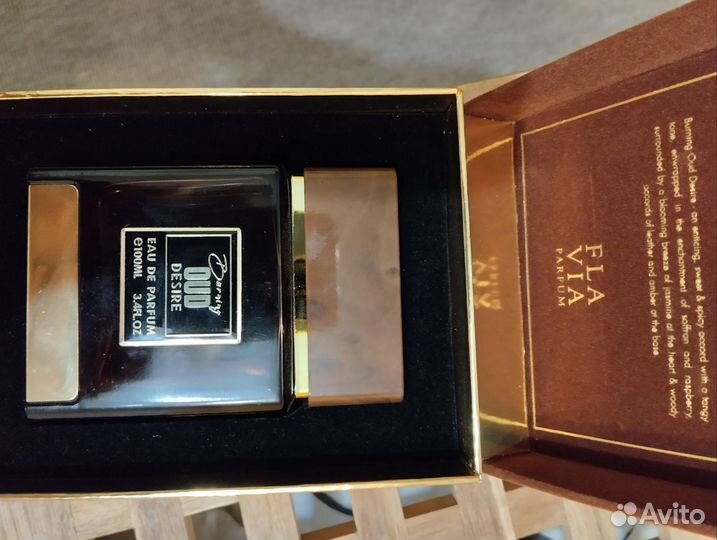 Burning
OUD
DESIRE
EAU DE PARFUM
℮100ML 3.4FL.OZ
FLA
VIA
PARFUM
Burning Oud Desire - an enticing, sweet & spicy accord with a tangy
tone, enwrapped in the enchantment of saffron and raspberry,
surrounded by a blooming breeze of jasmine at the heart & woody
accords of leather and amber at the base
Avito